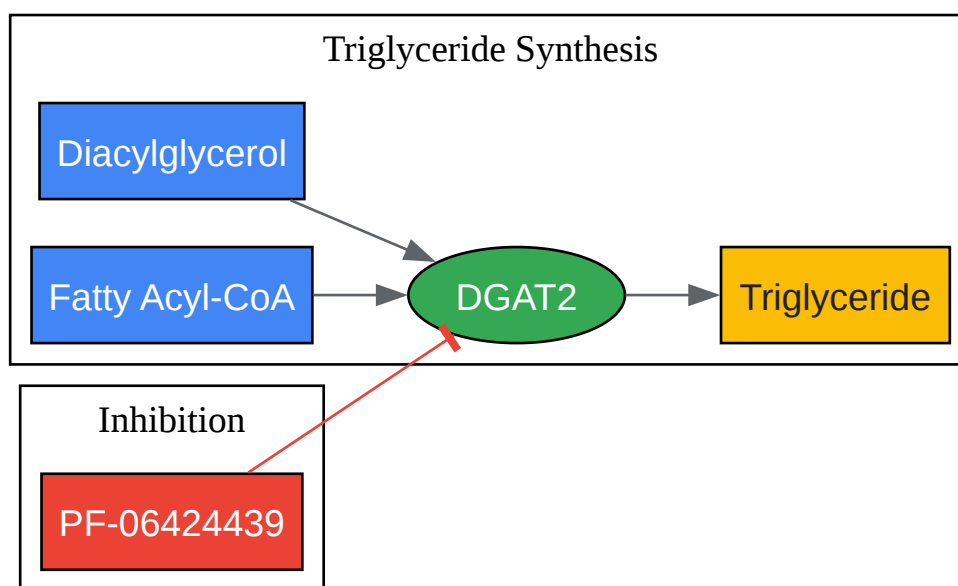 Triglyceride Synthesis
Diacylglycerol
Fatty Acyl-CoA
DGAT2
Triglyceride
Inhibition
PF-06424439